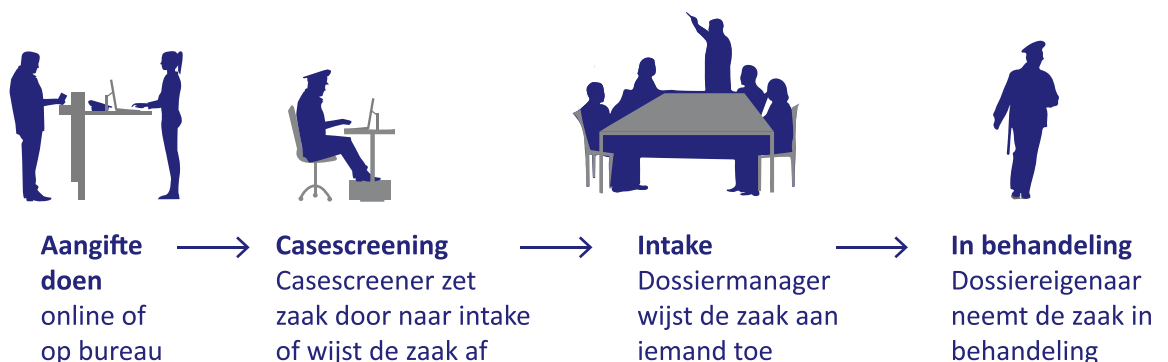 Aangifte
doen
online of
op bureau
Casescreening
Casescreener zet
zaak door naar intake
of wijst de zaak af
Intake
Dossiermanager
wijst de zaak aan
iemand toe
In behandeling
Dossiereigenaar
neemt de zaak in
behandeling